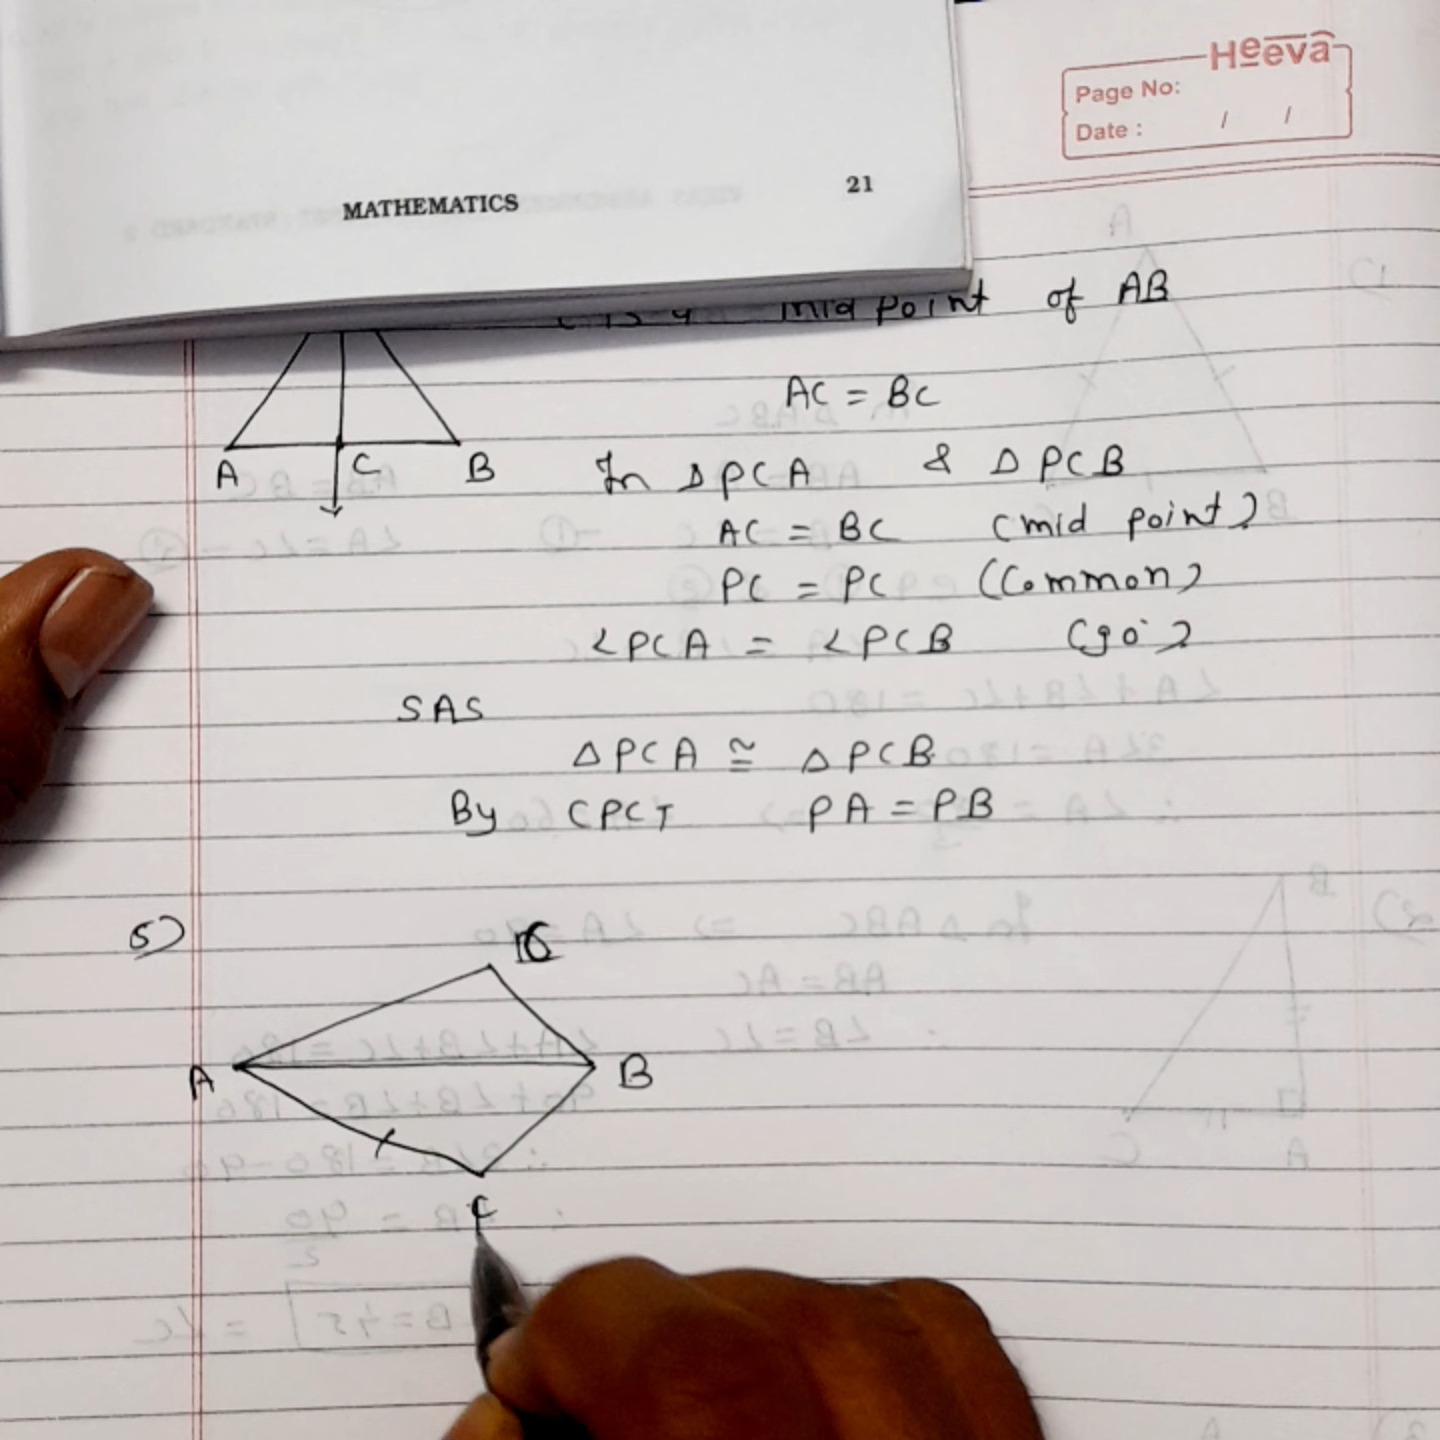 Heeva
Page No:
Date : / /
MATHEMATICS 21
mid point of AB
AC = BC
A C B
In Δ PCA & Δ PCB
AC = BC (mid point)
PC = PC (Common)
∠PCA = ∠PCB (90°)
SAS
Δ PCA ≅ Δ PCB
By CPCT PA = PB
5)
A B